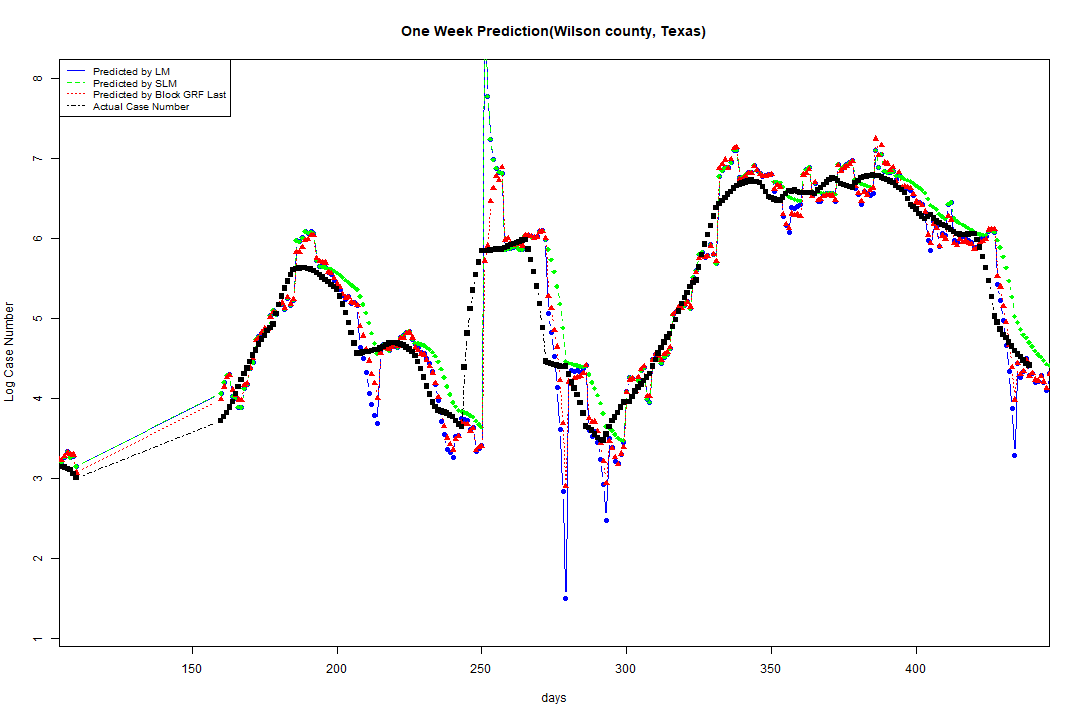 One Week Prediction(Wilson county, Texas)
Predicted by LM
Predicted by SLM
Predicted by Block GRF Last
Actual Case Number
8
7
6
5
4
3
2
1
Log Case Number
150 200 250 300 350 400
days